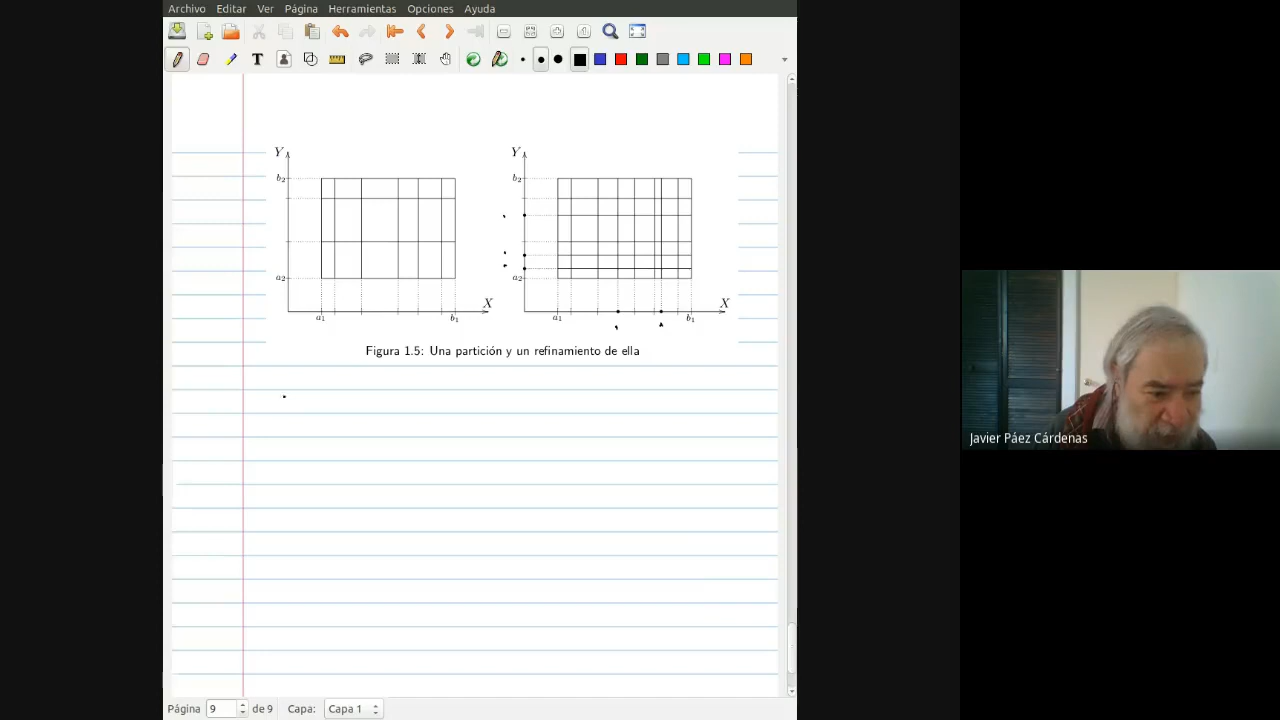 Archivo Editar Ver Página Herramientas Opciones Ayuda
Y
b2
a2
a1
b1
X
Y
b2
a2
a1
b1
X
Figura 1.5: Una partición y un refinamiento de ella
Javier Páez Cárdenas
Página 9 de 9 Capa: Capa 1